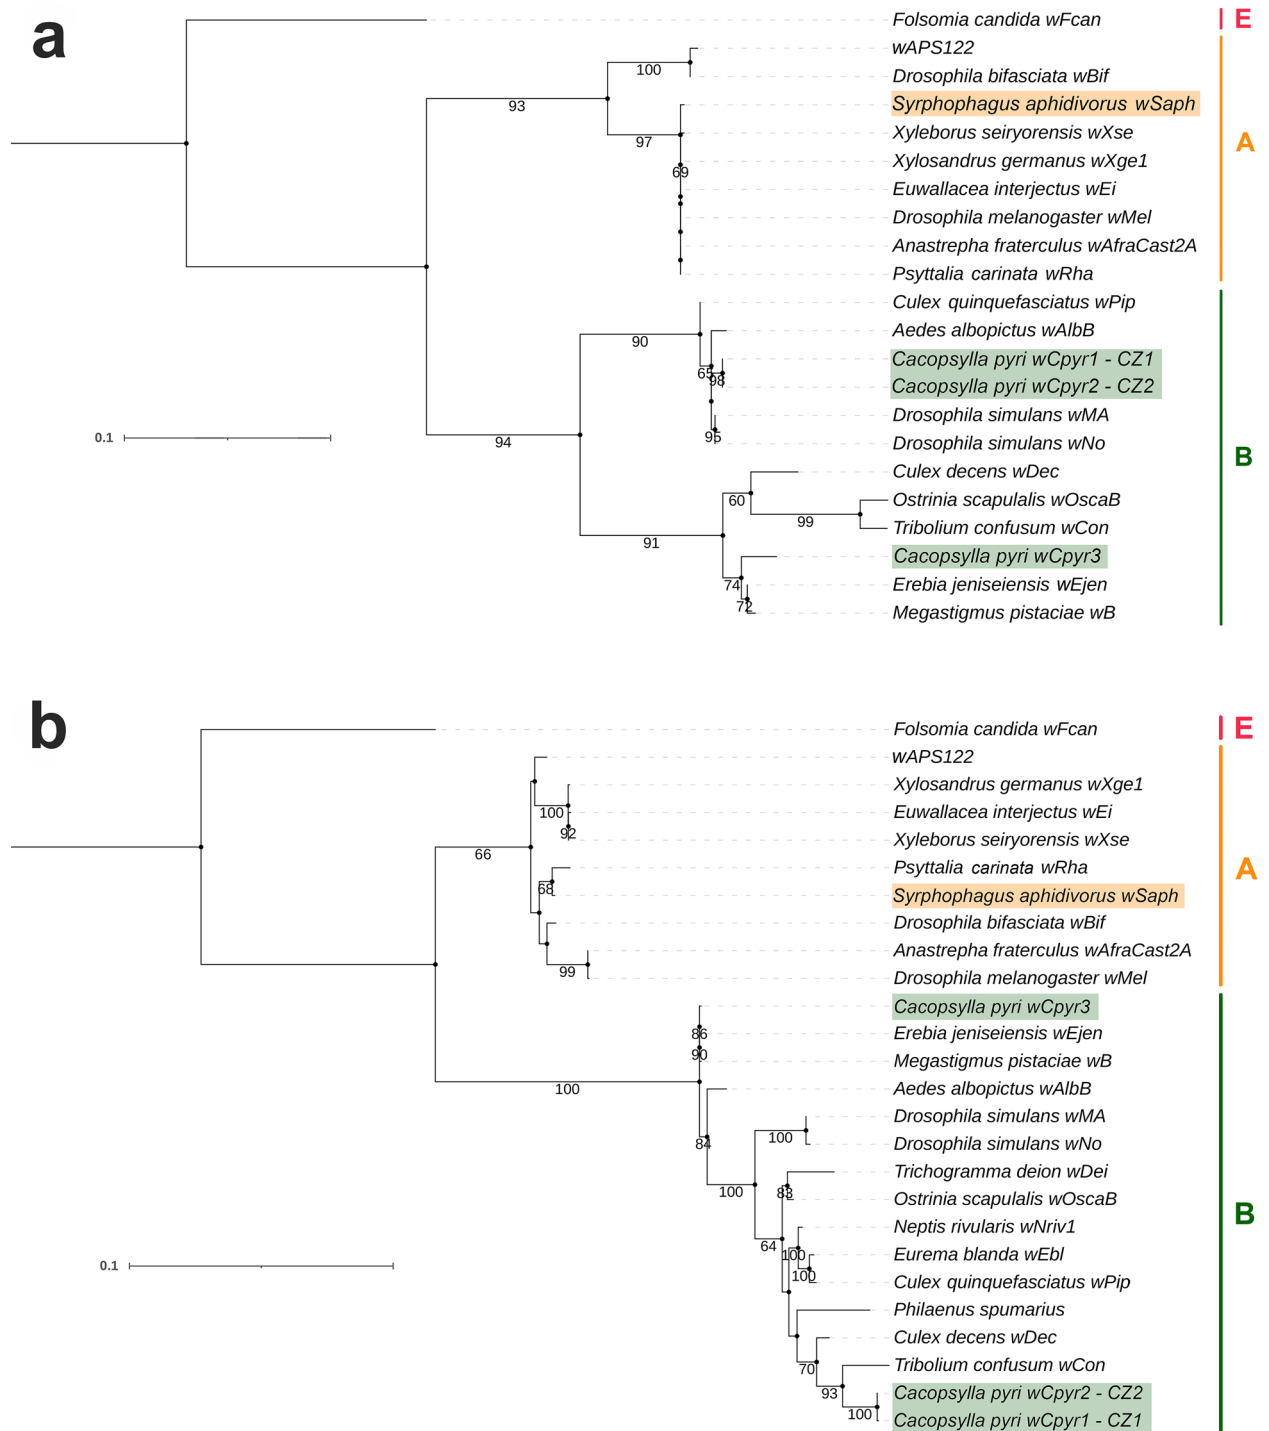 a
Folsomia candida wFcan
E
wAPS122
100
Drosophila bifasciata wBif
93
Syrphophagus aphidivorus wSaph
Xyleborus seiryorensis wXse
97
A
Xylosandrus germanus wXge1
69
Euwallacea interjectus wEi
Drosophila melanogaster wMel
Anastrepha fraterculus wAfraCast2A
Psyttalia carinata wRha
Culex quinquefasciatus wPip
Aedes albopictus wAlbB
90
Cacopsylla pyri wCpyr1 - CZ1
65
98
Cacopsylla pyri wCpyr2 - CZ2
Drosophila simulans wMA
0.1
94
95
Drosophila simulans wNo
B
Culex decens wDec
60
Ostrinia scapulalis wOscaB
99
Tribolium confusum wCon
91
Cacopsylla pyri wCpyr3
74
Erebia jeniseiensis wEjen
72
Megastigmus pistaciae wB
b
Folsomia candida wFcan
E
wAPS122
Xylosandrus germanus wXge1
100
Euwallacea interjectus wEi
92
Xyleborus seiryorensis wXse
66
Psyttalia carinata wRha
A
68
Syrphophagus aphidivorus wSaph
Drosophila bifasciata wBif
Anastrepha fraterculus wAfraCast2A
99
Drosophila melanogaster wMel
Cacopsylla pyri wCpyr3
86
Erebia jeniseiensis wEjen
90
Megastigmus pistaciae wB
100
Aedes albopictus wAlbB
Drosophila simulans wMA
84
100
Drosophila simulans wNo
Trichogramma deion wDei
100
83
Ostrinia scapulalis wOscaB
B
Neptis rivularis wNriv1
64
100
Eurema blanda wEbl
0.1
100
Culex quinquefasciatus wPip
Philaenus spumarius
Culex decens wDec
70
Tribolium confusum wCon
93
Cacopsylla pyri wCpyr2 - CZ2
100
Cacopsylla pyri wCpyr1 - CZ1